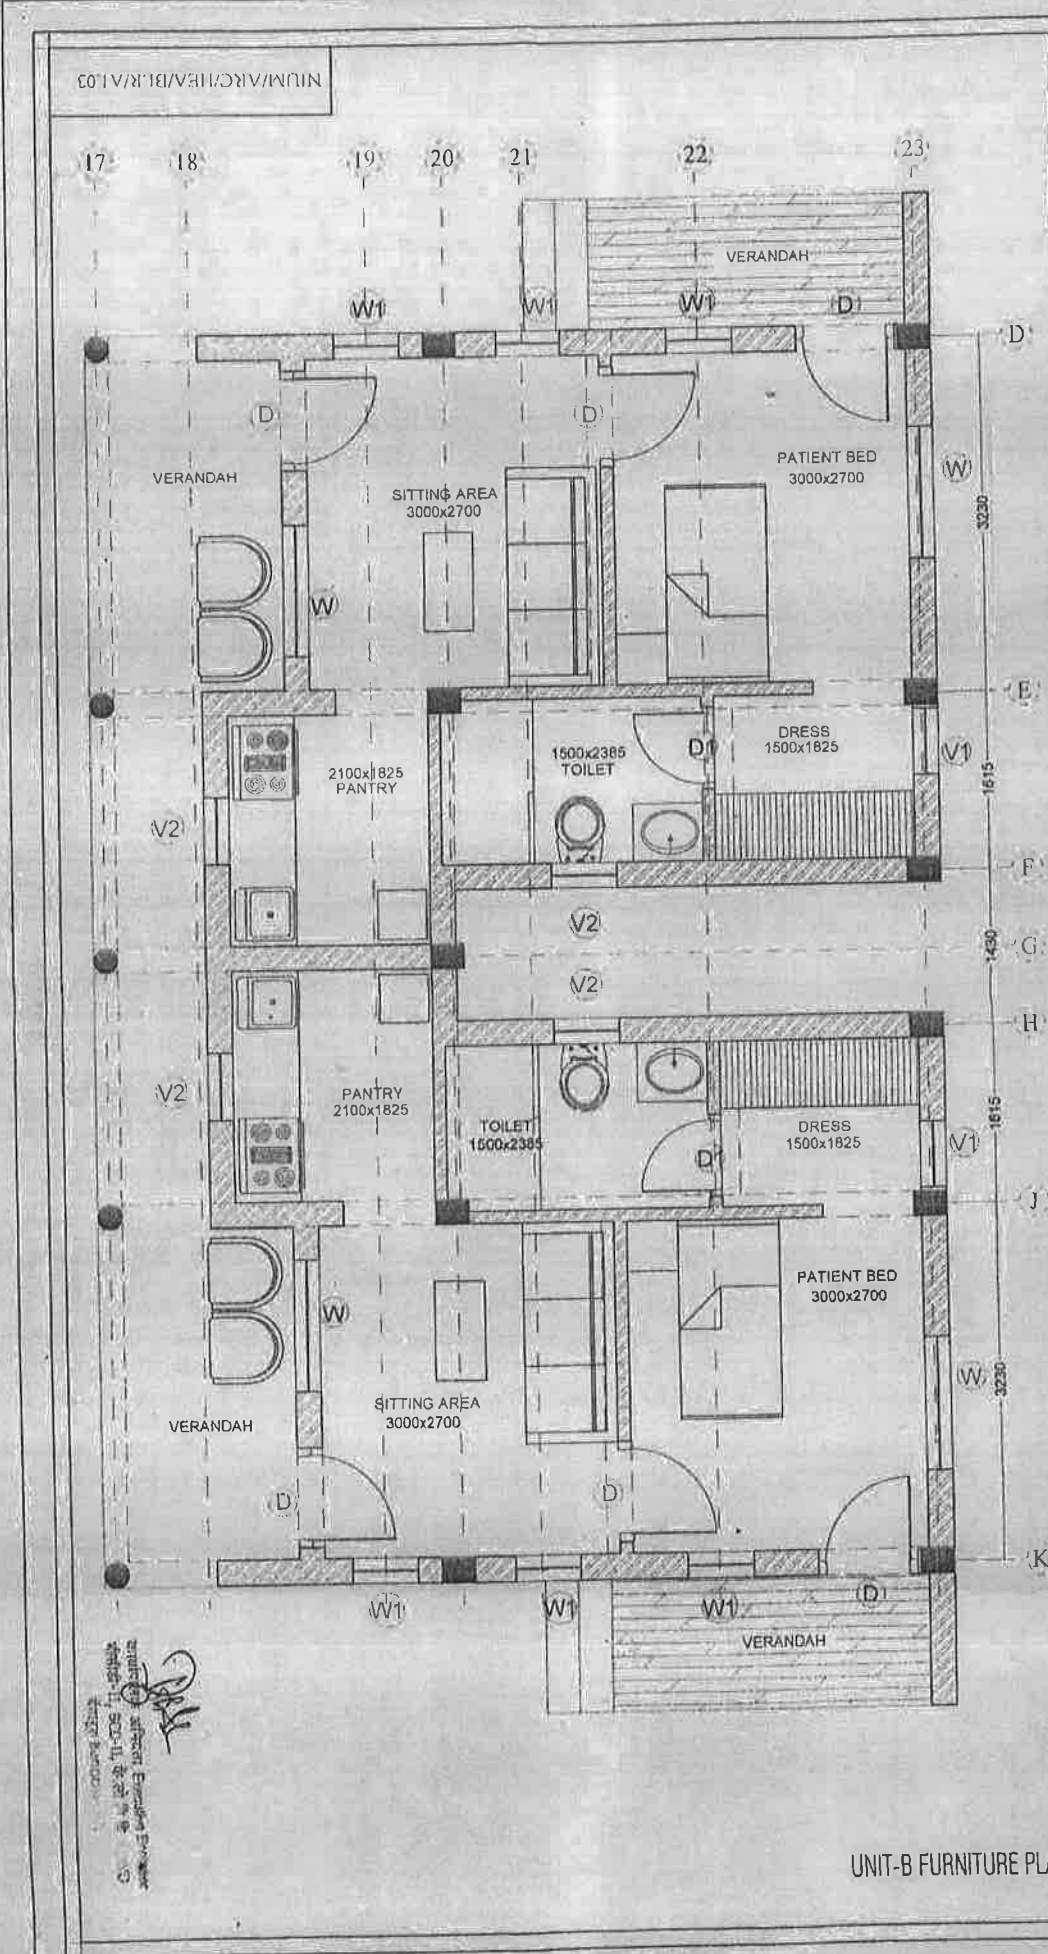 NIUM/ARC/HEA/BLR/A1.03
17 18 19 20 21 22 23
VERANDAH
W1 W1 W1 D
D
D D
PATIENT BED
3000x2700
W
VERANDAH
SITTING AREA
3000x2700
3230
W
E
DRESS
1500x1825
1500x2385
TOILET
D1
V1
2100x1825
PANTRY
1615
V2
F
V2
1430
G
V2
H
PANTRY
2100x1825
V2
TOILET
1500x2385
DRESS
1500x1825
1615
V1
D1
J
PATIENT BED
3000x2700
W
W
3230
SITTING AREA
3000x2700
VERANDAH
D D
K
W1 W1 W1 D
VERANDAH
Executive Engineer
UNIT-B FURNITURE PLA